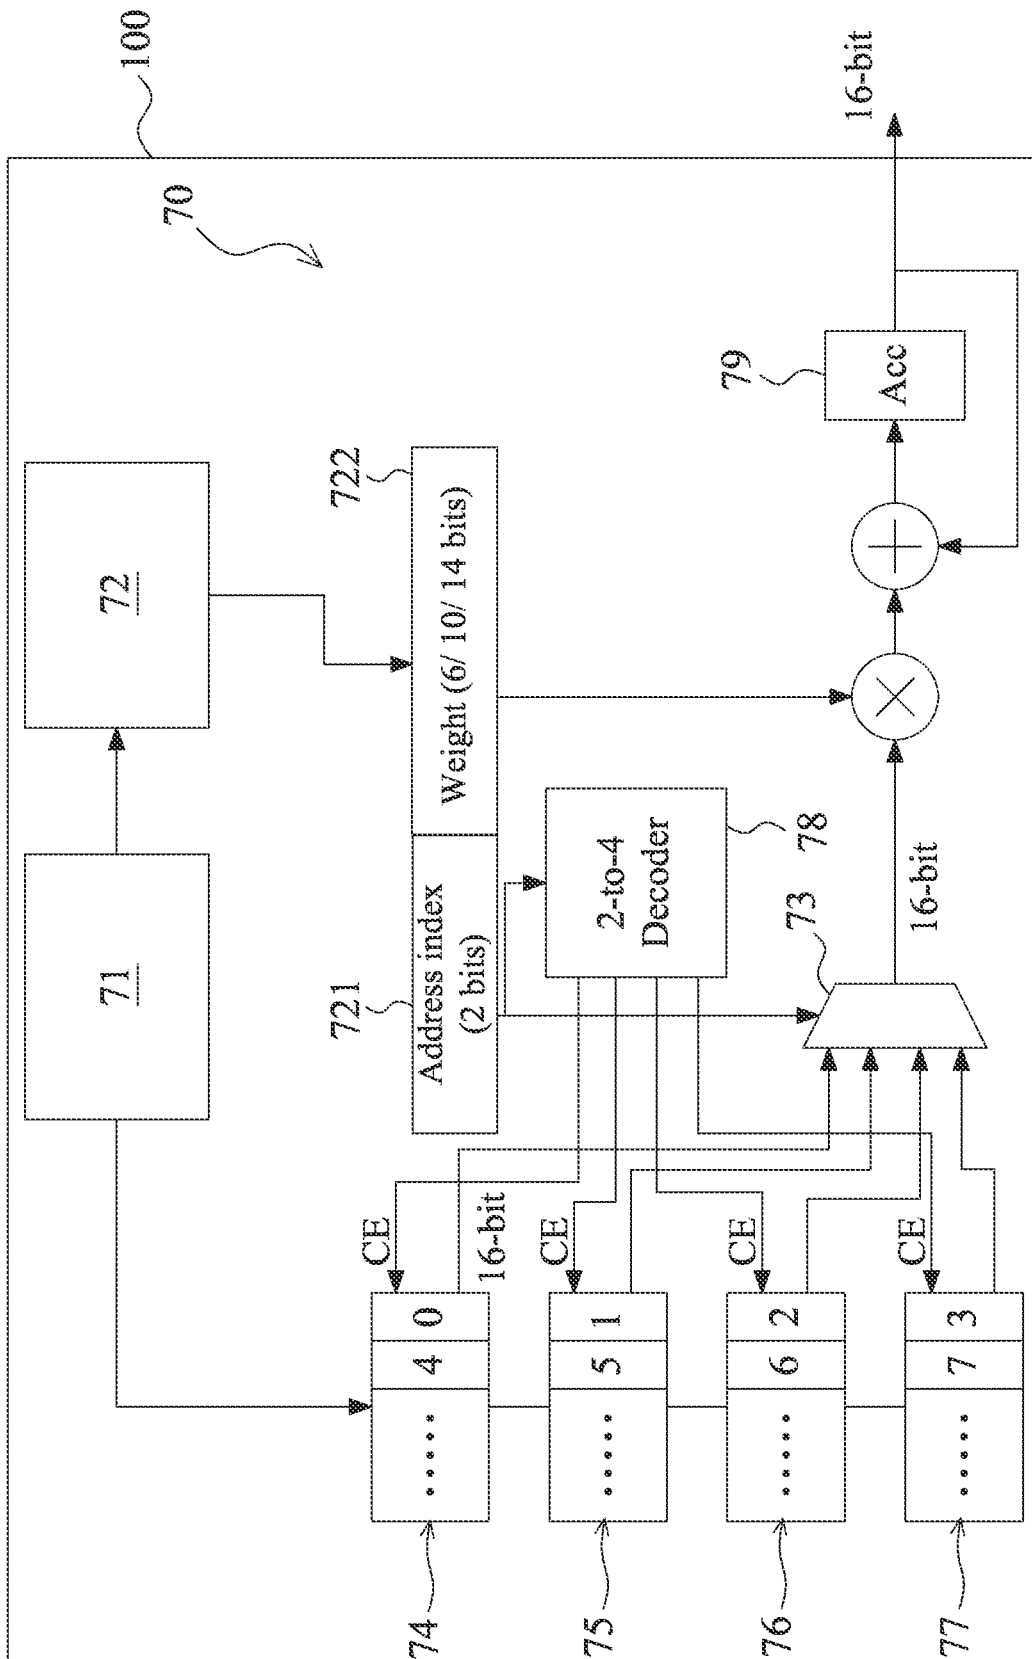 100
70
71
72
721
Address index
(2 bits)
Weight (6/ 10/ 14 bits)
722
74
4
0
CE
16-bit
75
5
1
CE
76
6
2
CE
77
7
3
CE
2-to-4
Decoder
78
73
16-bit
79
Acc
16-bit